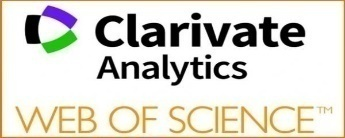 Clarivate
Analytics
WEB OF SCIENCE™